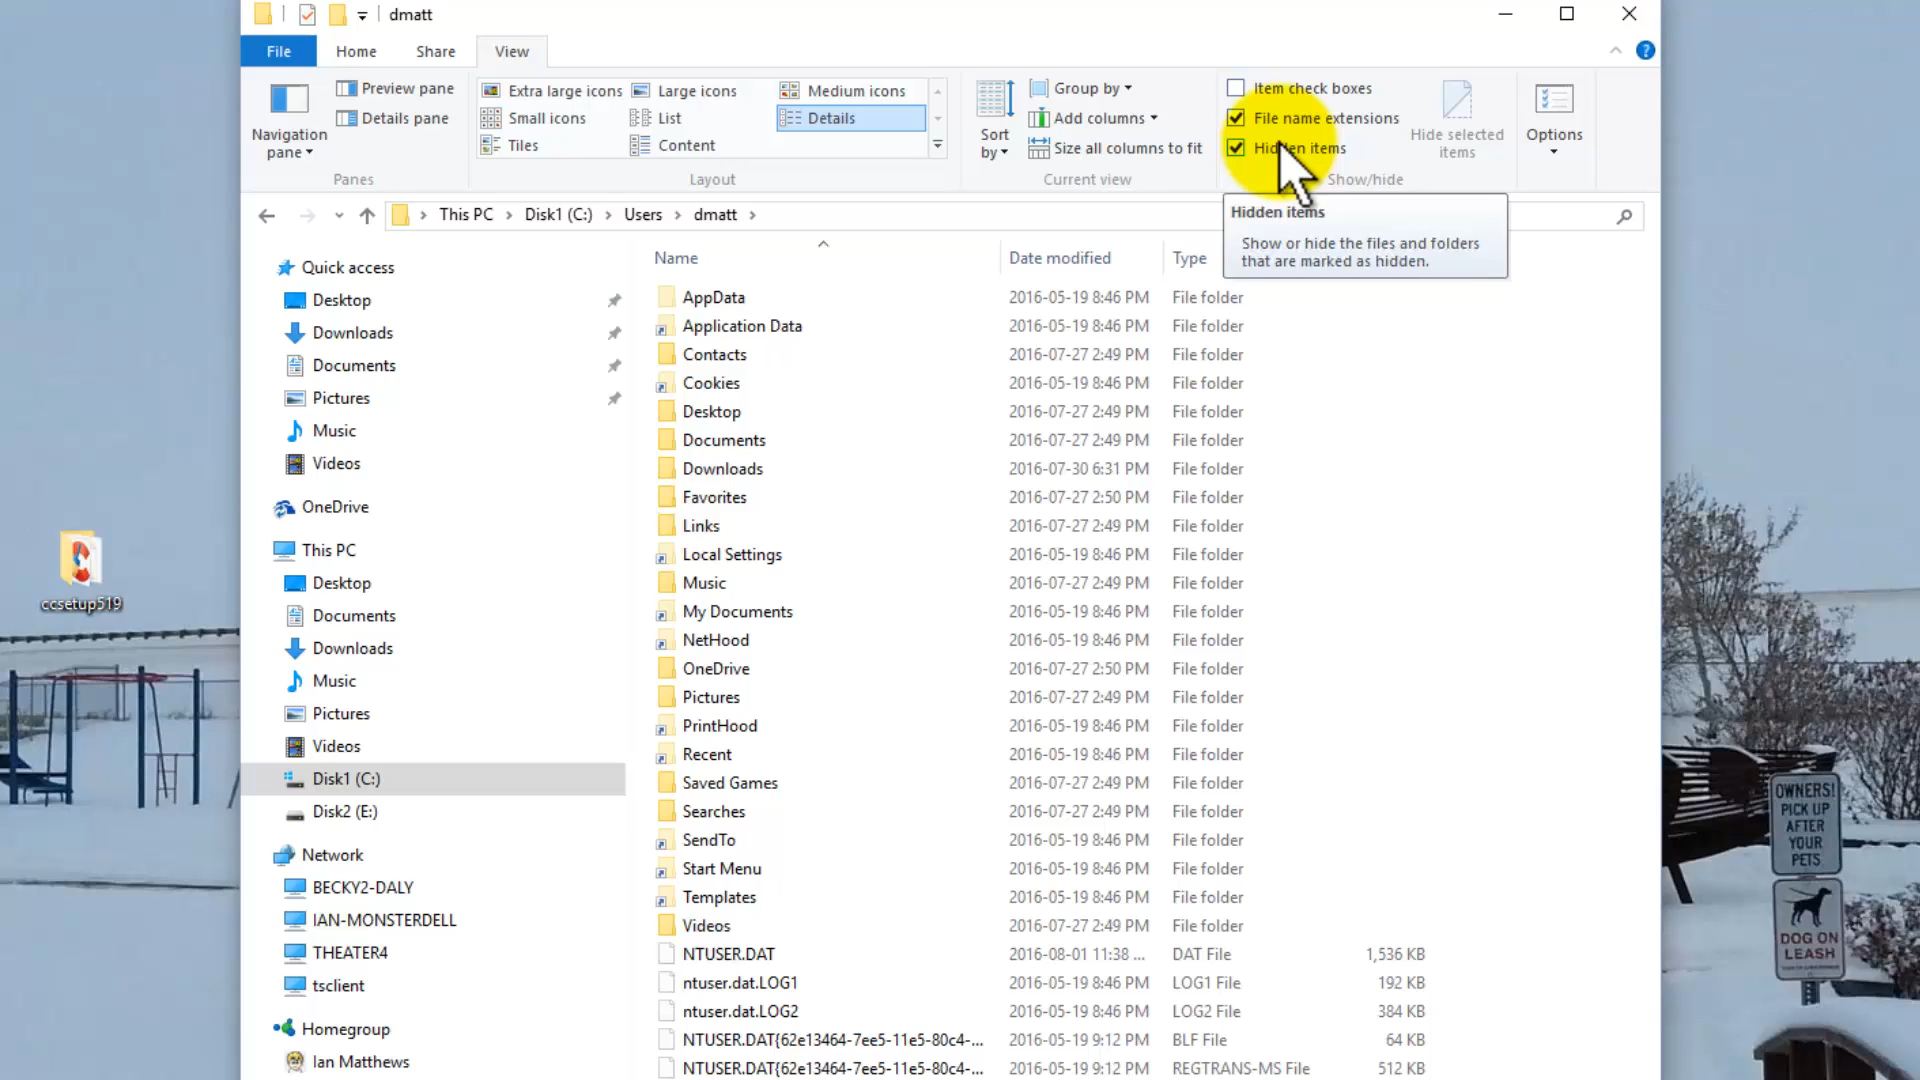 dmatt
File Home Share View
Navigation pane
Preview pane
Details pane
Panes
Extra large icons Large icons Medium icons
Small icons List Details
Tiles Content
Layout
Sort by
Group by
Add columns
Size all columns to fit
Current view
Item check boxes
File name extensions
Hidden items
Show/hide
Hide selected items
Options
This PC > Disk1 (C:) > Users > dmatt >
Hidden items
Show or hide the files and folders
that are marked as hidden.
Quick access
Desktop
Downloads
Documents
Pictures
Music
Videos
OneDrive
This PC
Desktop
Documents
Downloads
Music
Pictures
Videos
Disk1 (C:)
Disk2 (E:)
Network
BECKY2-DALY
IAN-MONSTERDELL
THEATER4
tsclient
Homegroup
Ian Matthews
Name Date modified Type
AppData 2016-05-19 8:46 PM File folder
Application Data 2016-05-19 8:46 PM File folder
Contacts 2016-07-27 2:49 PM File folder
Cookies 2016-05-19 8:46 PM File folder
Desktop 2016-07-27 2:49 PM File folder
Documents 2016-07-27 2:49 PM File folder
Downloads 2016-07-30 6:31 PM File folder
Favorites 2016-07-27 2:50 PM File folder
Links 2016-07-27 2:49 PM File folder
Local Settings 2016-05-19 8:46 PM File folder
Music 2016-07-27 2:49 PM File folder
My Documents 2016-05-19 8:46 PM File folder
NetHood 2016-05-19 8:46 PM File folder
OneDrive 2016-07-27 2:50 PM File folder
Pictures 2016-07-27 2:49 PM File folder
PrintHood 2016-05-19 8:46 PM File folder
Recent 2016-05-19 8:46 PM File folder
Saved Games 2016-07-27 2:49 PM File folder
Searches 2016-07-27 2:49 PM File folder
SendTo 2016-05-19 8:46 PM File folder
Start Menu 2016-05-19 8:46 PM File folder
Templates 2016-05-19 8:46 PM File folder
Videos 2016-07-27 2:49 PM File folder
NTUSER.DAT 2016-08-01 11:38 ... DAT File 1,536 KB
ntuser.dat.LOG1 2016-05-19 8:46 PM LOG1 File 192 KB
ntuser.dat.LOG2 2016-05-19 8:46 PM LOG2 File 384 KB
NTUSER.DAT{62e13464-7ee5-11e5-80c4-... 2016-05-19 9:12 PM BLF File 64 KB
NTUSER.DAT{62e13464-7ee5-11e5-80c4-... 2016-05-19 9:12 PM REGTRANS-MS File 512 KB
ccsetup519
OWNERS!
PICK UP
AFTER
YOUR
PETS
DOG ON
LEASH